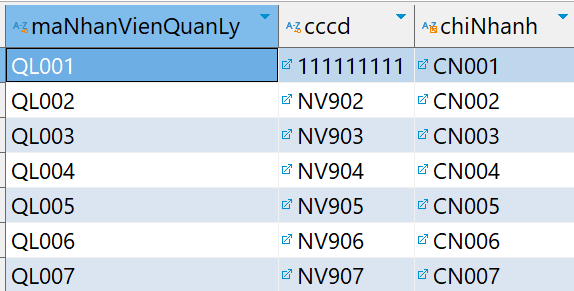 maNhanVienQuanLy cccd chiNhanh
QL001 111111111 CN001
QL002 NV902 CN002
QL003 NV903 CN003
QL004 NV904 CN004
QL005 NV905 CN005
QL006 NV906 CN006
QL007 NV907 CN007